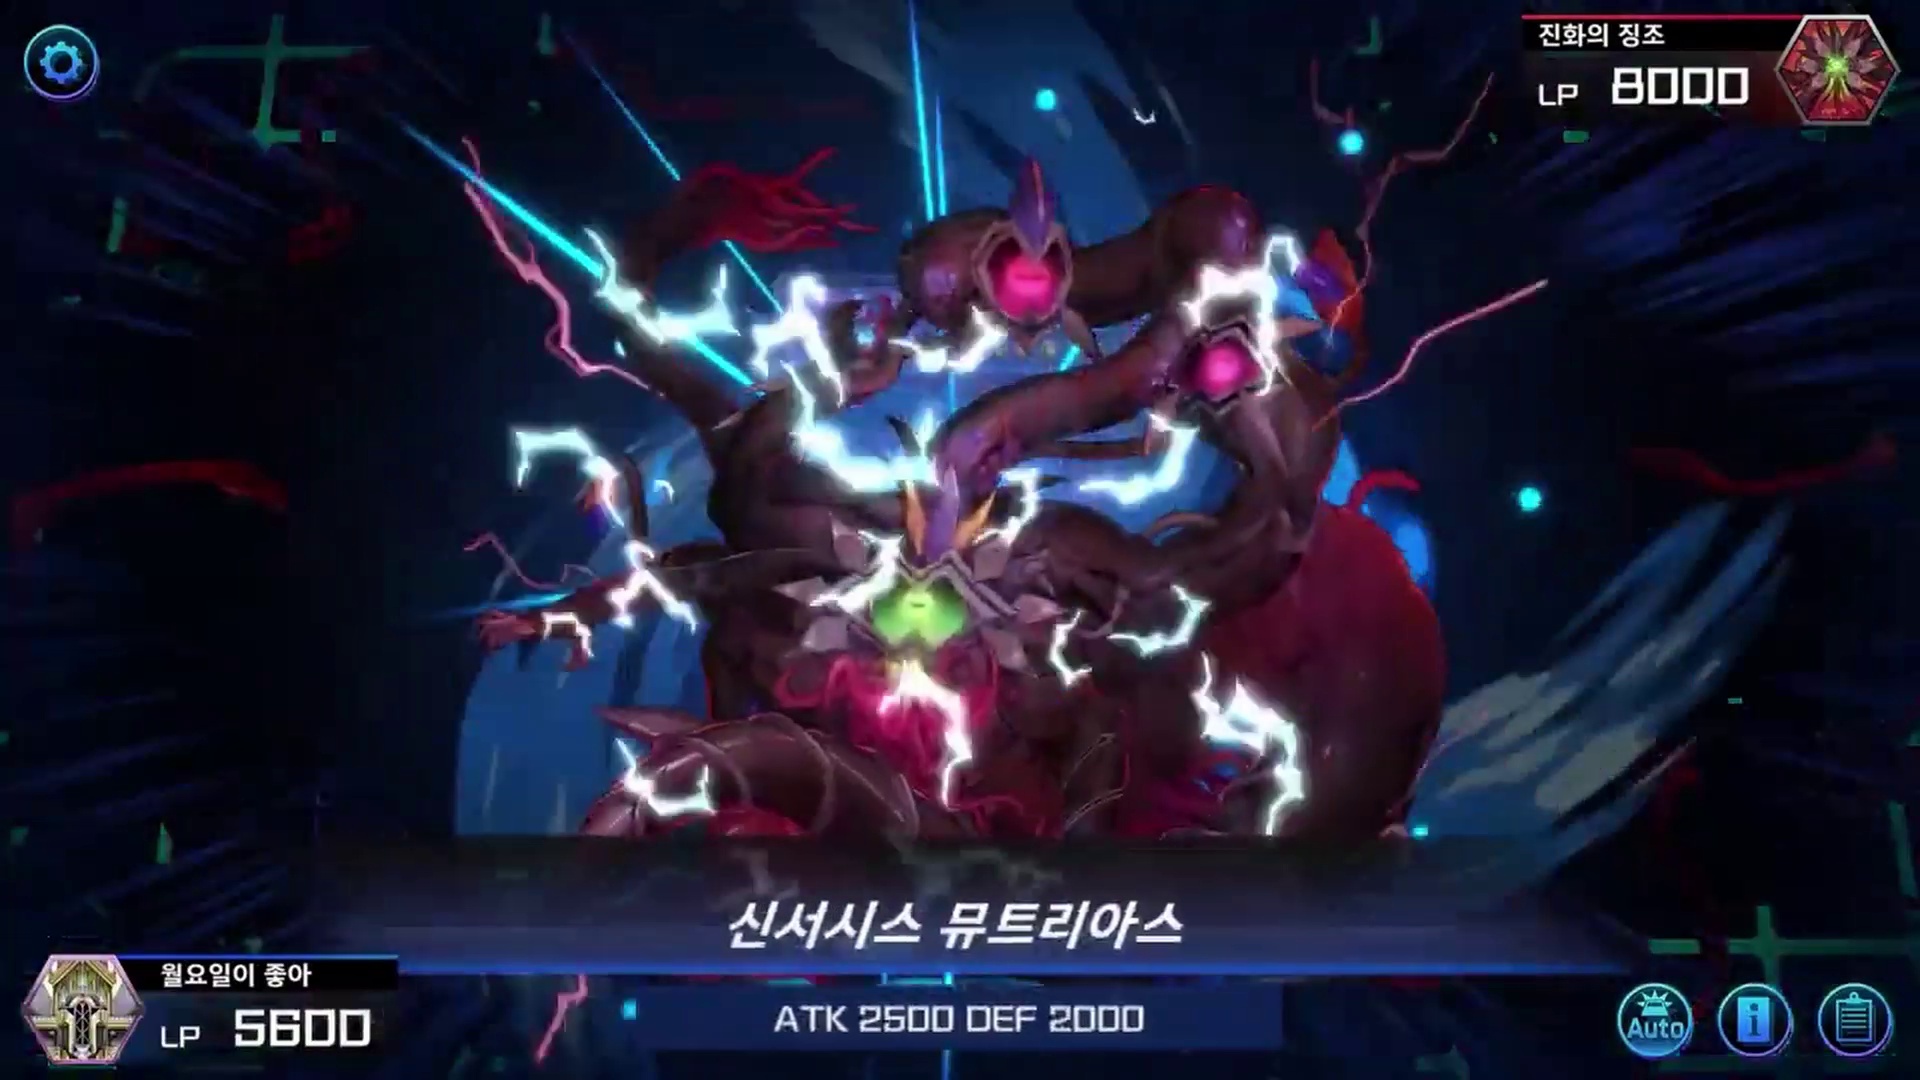 진화의 징조
LP 8000
신서시스 뮤트리아스
월요일이 좋아
LP 5600
ATK 2500 DEF 2000
Auto